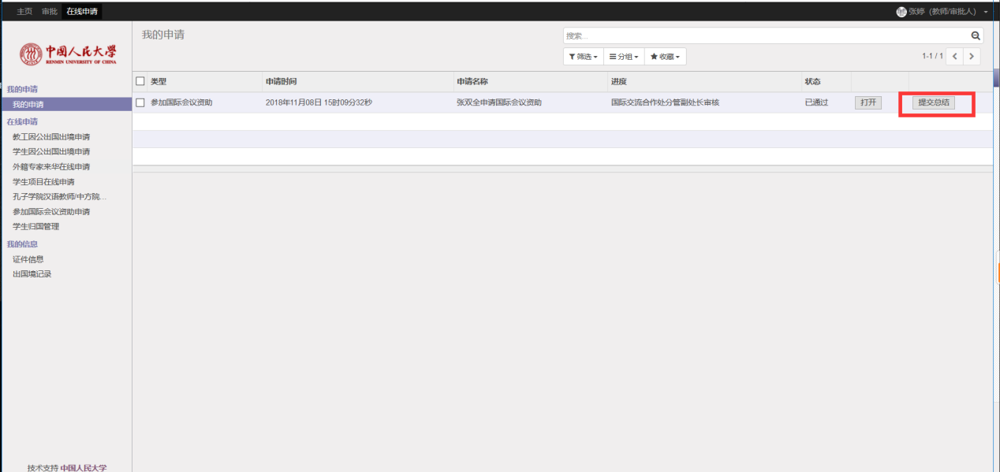 主页 审批 在线申请 张婷 (教师/审批人)
中国人民大学
RENMIN UNIVERSITY OF CHINA
我的申请
搜索...
筛选 分组 收藏
1-1 / 1
我的申请
我的申请
在线申请
教工因公出国出境申请
学生因公出国出境申请
外籍专家来华在线申请
学生项目在线申请
孔子学院汉语教师/中方院...
参加国际会议资助申请
学生归国管理
我的信息
证件信息
出国境记录
类型 申请时间 申请名称 进度 状态
参加国际会议资助 2018年11月08日 15时09分32秒 张双全申请国际会议资助 国际交流合作处分管副处长审核 已通过 打开 提交总结
技术支持 中国人民大学